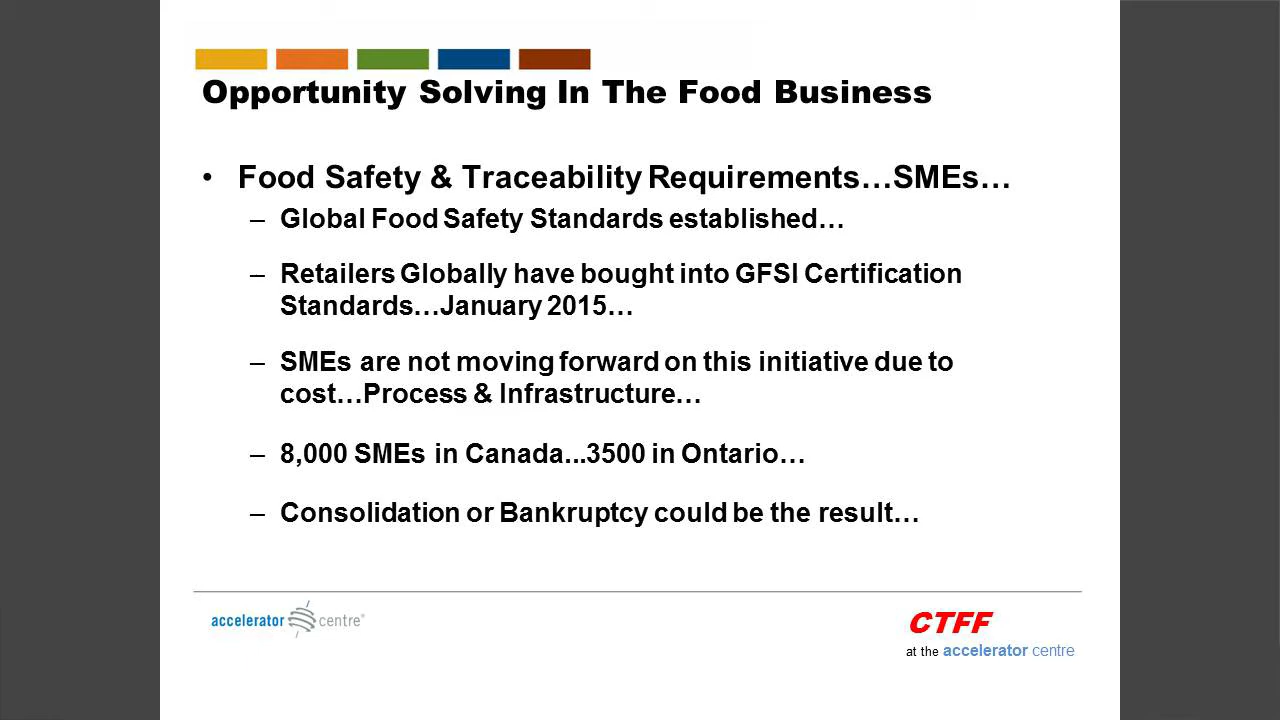 Opportunity Solving In The Food Business
• Food Safety & Traceability Requirements…SMEs…
– Global Food Safety Standards established…
– Retailers Globally have bought into GFSI Certification
Standards…January 2015…
– SMEs are not moving forward on this initiative due to
cost…Process & Infrastructure…
– 8,000 SMEs in Canada...3500 in Ontario…
– Consolidation or Bankruptcy could be the result…
accelerator centre®
CTFF
at the accelerator centre